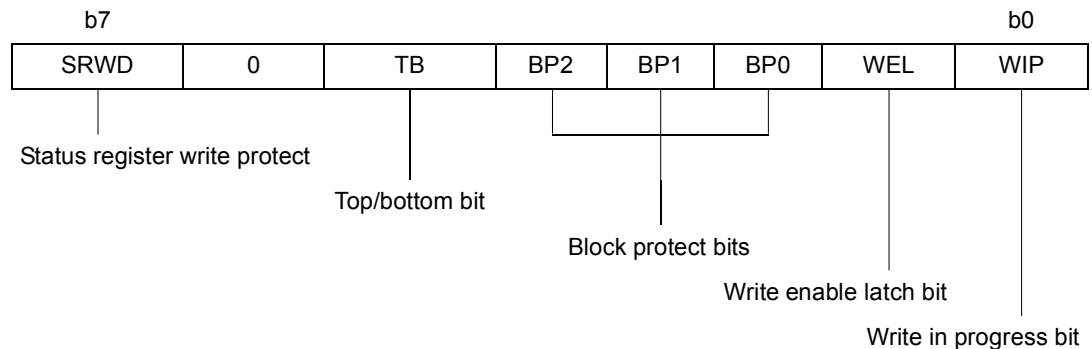 b7 b0
SRWD 0 TB BP2 BP1 BP0 WEL WIP
Status register write protect
Top/bottom bit
Block protect bits
Write enable latch bit
Write in progress bit